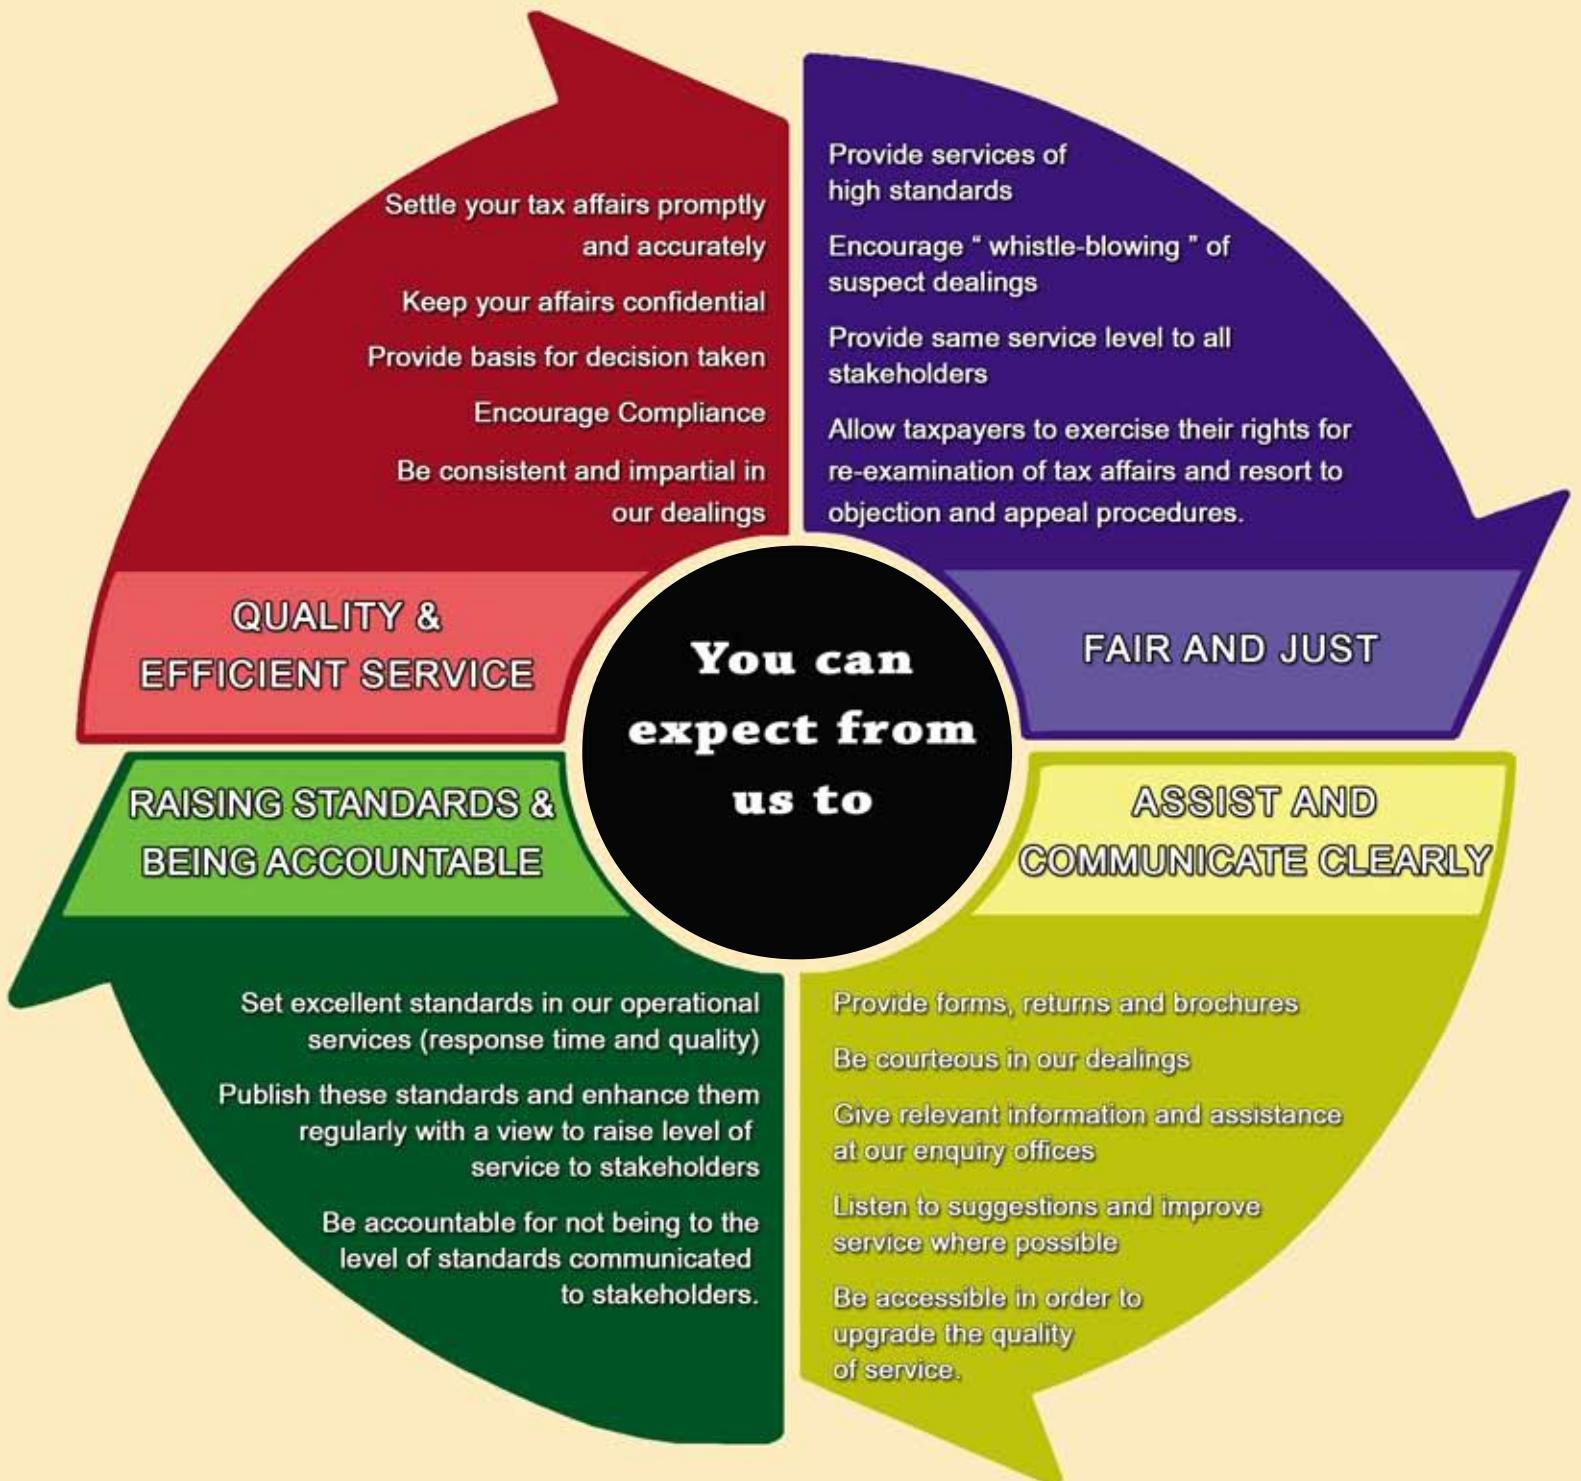 Settle your tax affairs promptly
and accurately
Keep your affairs confidential
Provide basis for decision taken
Encourage Compliance
Be consistent and impartial in
our dealings
QUALITY &
EFFICIENT SERVICE
Provide services of
high standards
Encourage “ whistle-blowing ” of
suspect dealings
Provide same service level to all
stakeholders
Allow taxpayers to exercise their rights for
re-examination of tax affairs and resort to
objection and appeal procedures.
FAIR AND JUST
You can
expect from
us to
RAISING STANDARDS &
BEING ACCOUNTABLE
Set excellent standards in our operational
services (response time and quality)
Publish these standards and enhance them
regularly with a view to raise level of
service to stakeholders
Be accountable for not being to the
level of standards communicated
to stakeholders.
ASSIST AND
COMMUNICATE CLEARLY
Provide forms, returns and brochures
Be courteous in our dealings
Give relevant information and assistance
at our enquiry offices
Listen to suggestions and improve
service where possible
Be accessible in order to
upgrade the quality
of service.